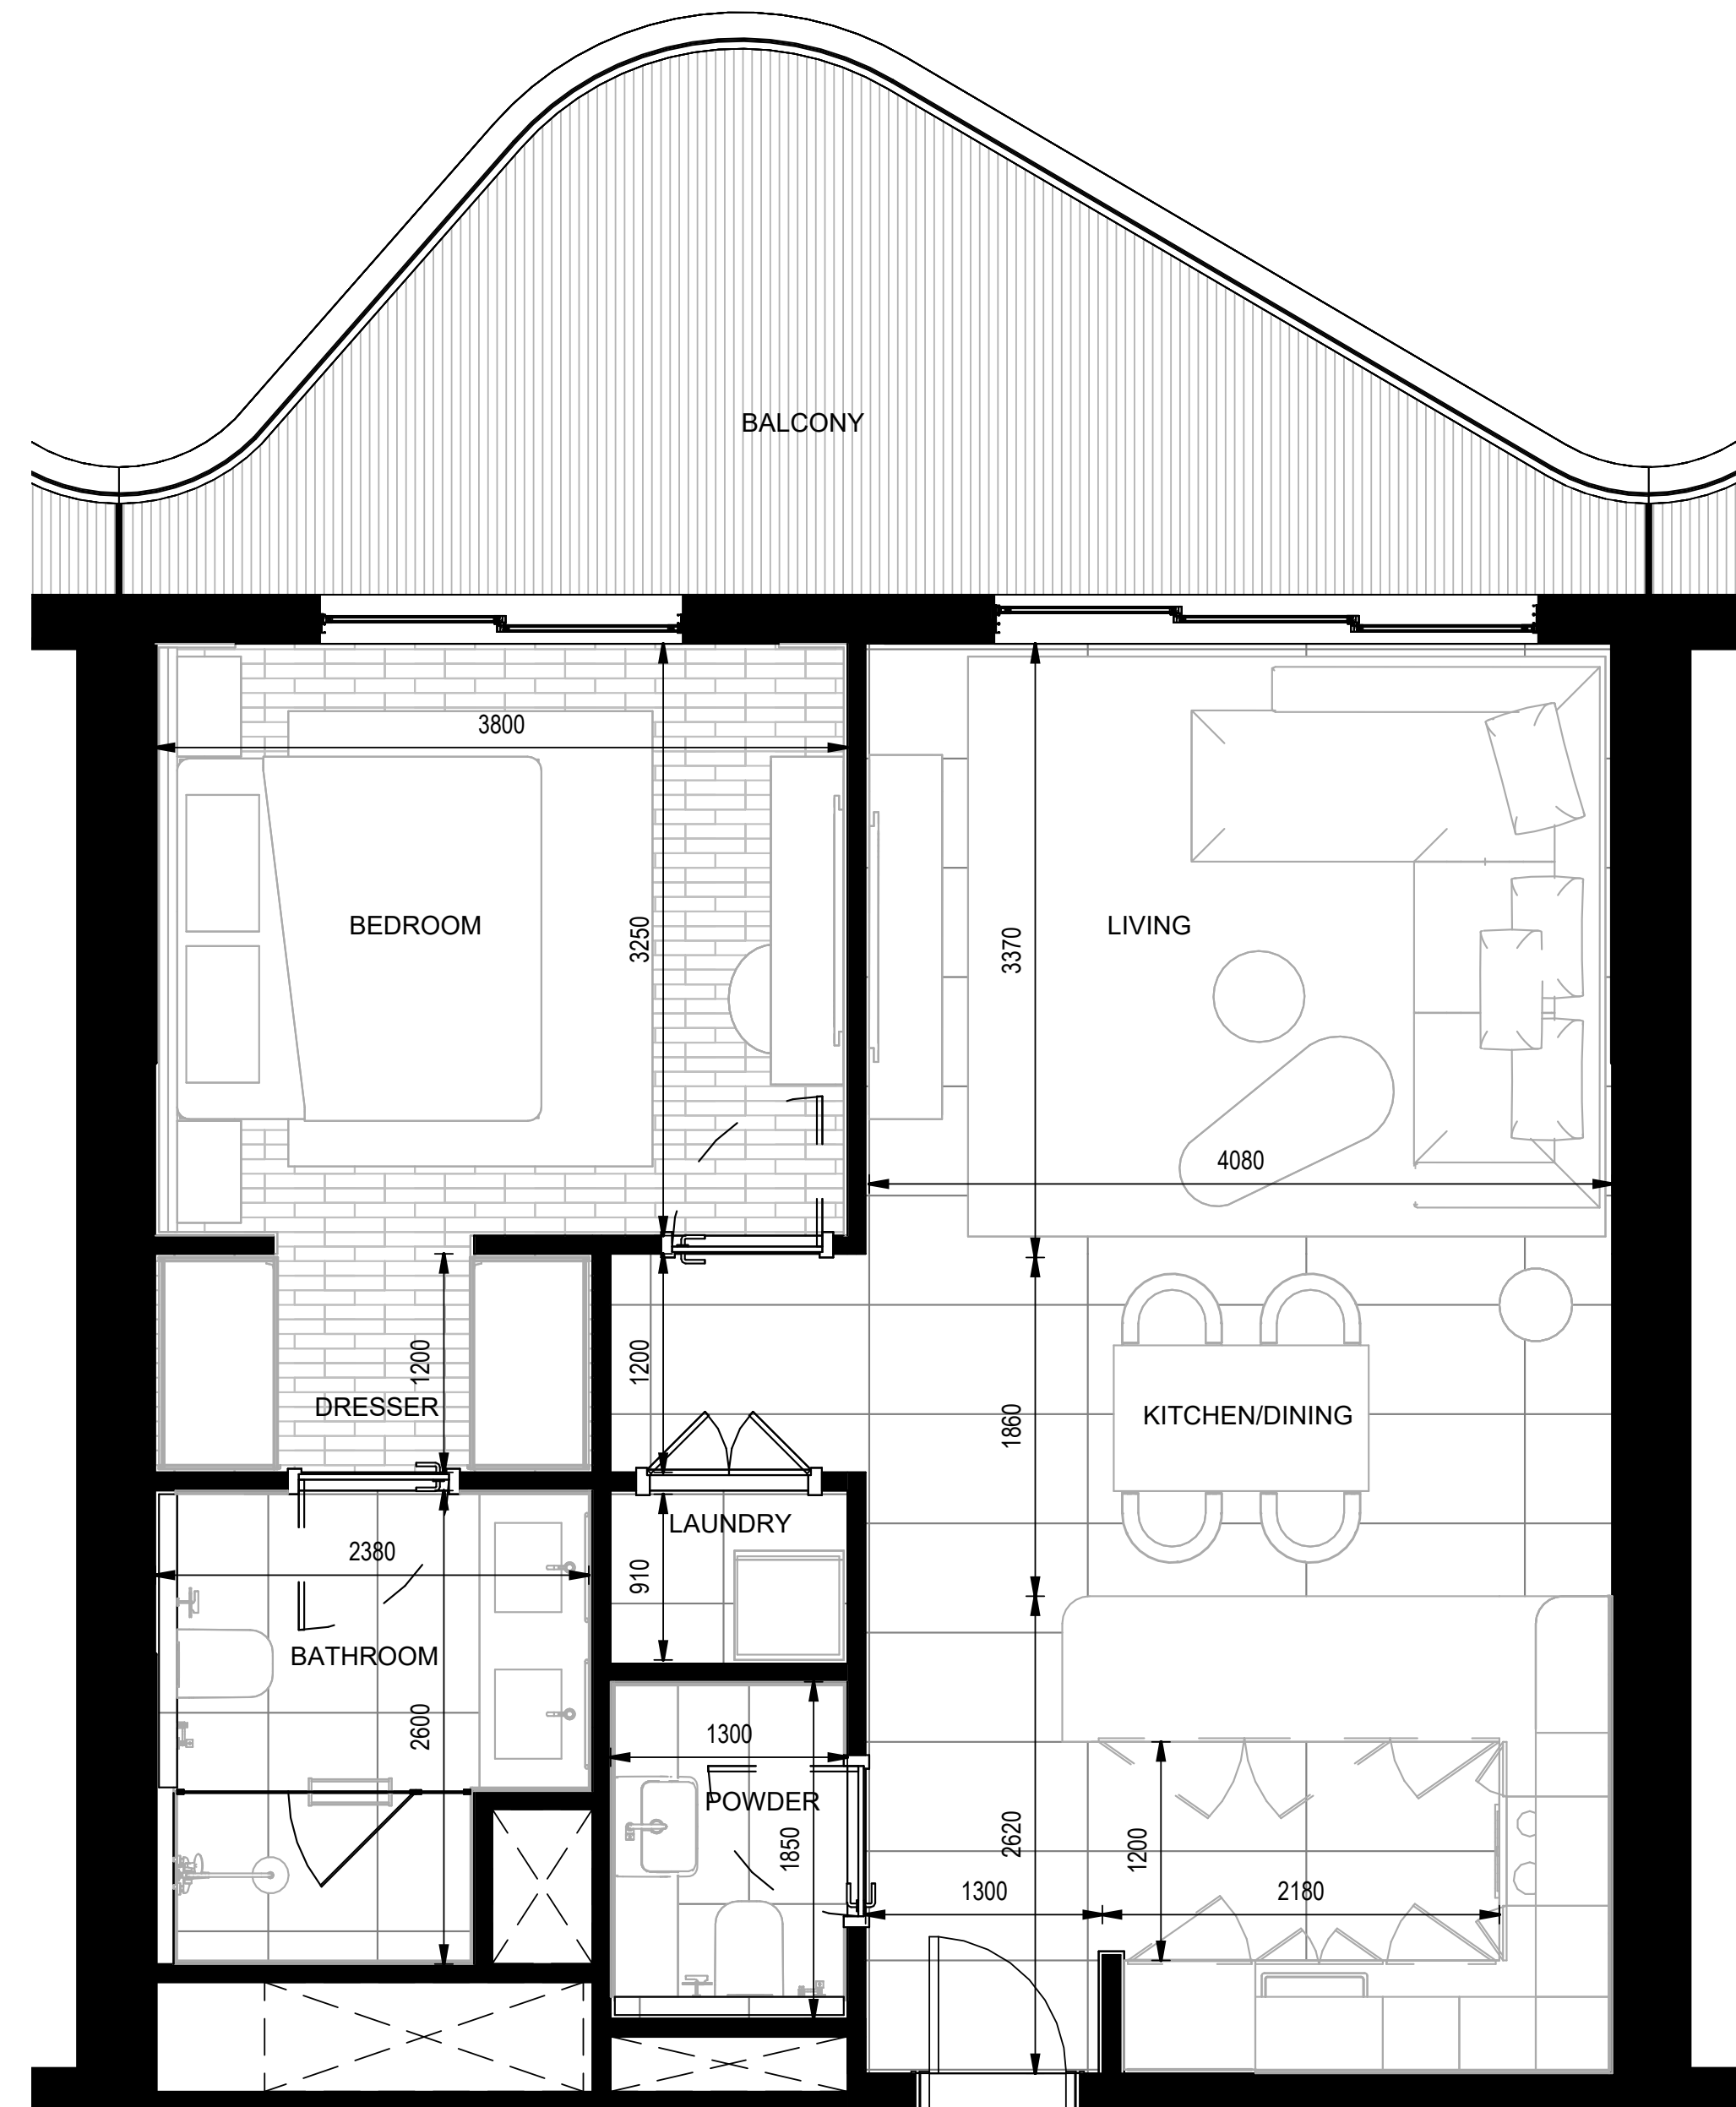 BALCONY
3800
BEDROOM
3250
LIVING
3370
4080
1200
DRESSER
1200
KITCHEN/DINING
1860
LAUNDRY
2380
910
BATHROOM
2600
1300
POWDER
1850
2620
1200
1300
2180